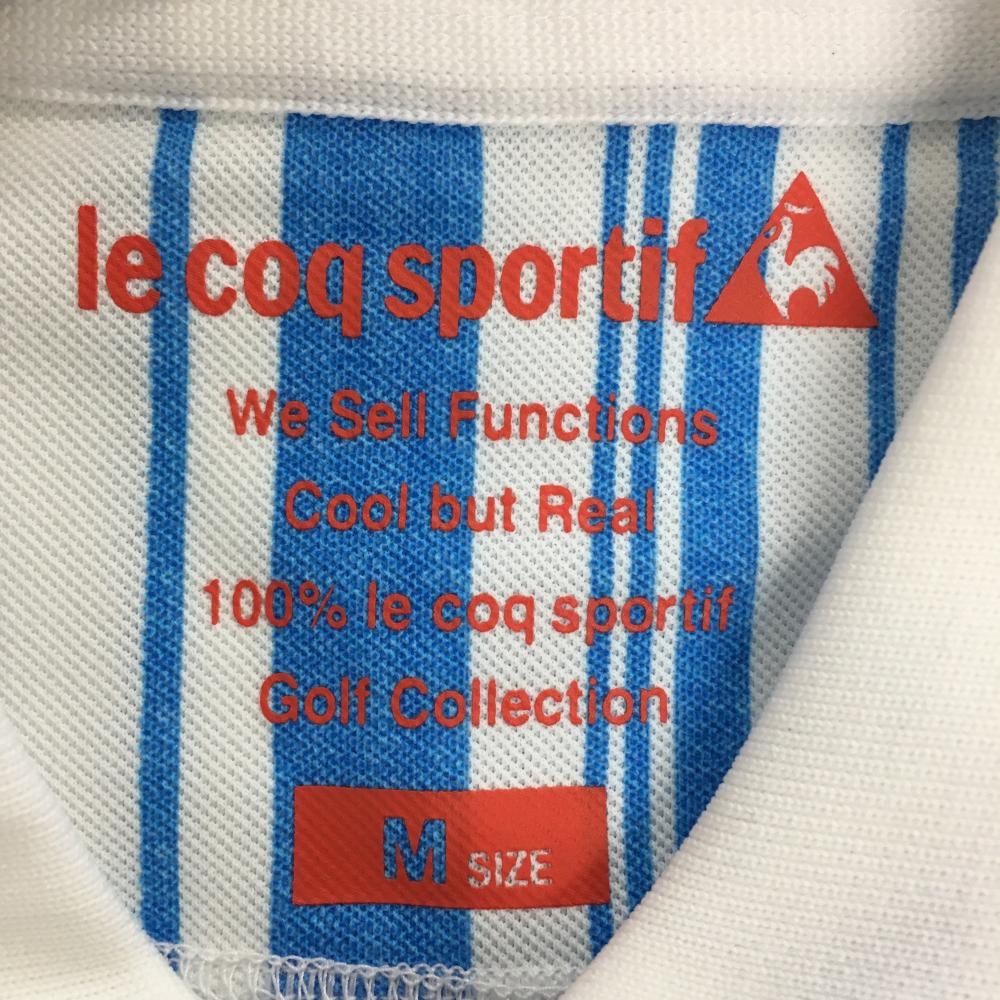 le coq sportif
We Sell Functions
Cool but Real
100% le coq sportif
Golf Collection
M SIZE